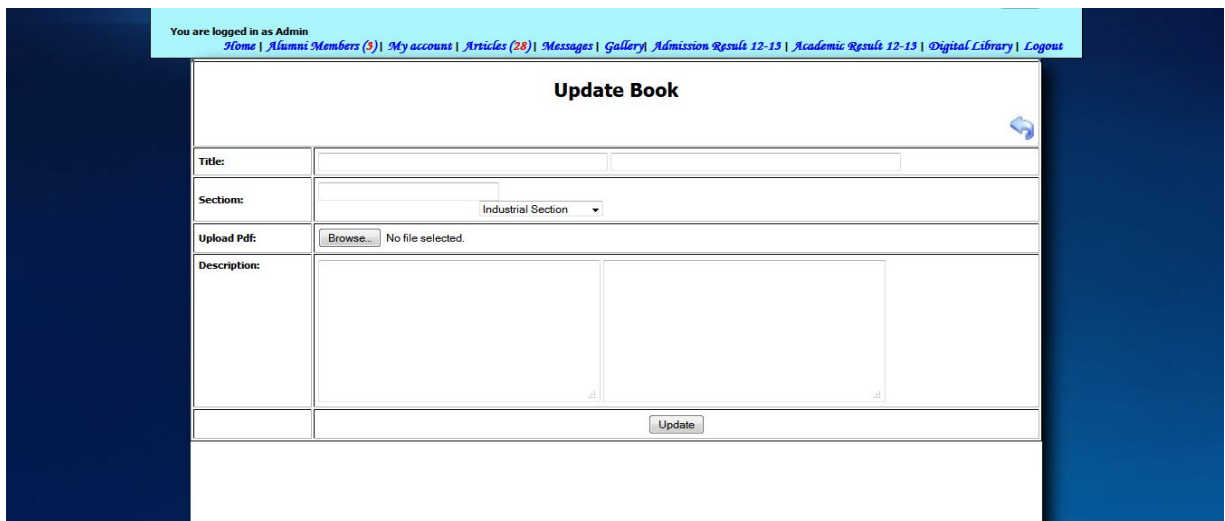 You are logged in as Admin
Home | Alumni Members (3)| My account | Articles (28)| Messages | Gallery| Admission Result 12-13 | Academic Result 12-13 | Digital Library | Logout
Update Book
Title:
Sectiom:
Industrial Section
Upload Pdf: Browse... No file selected.
Description:
Update